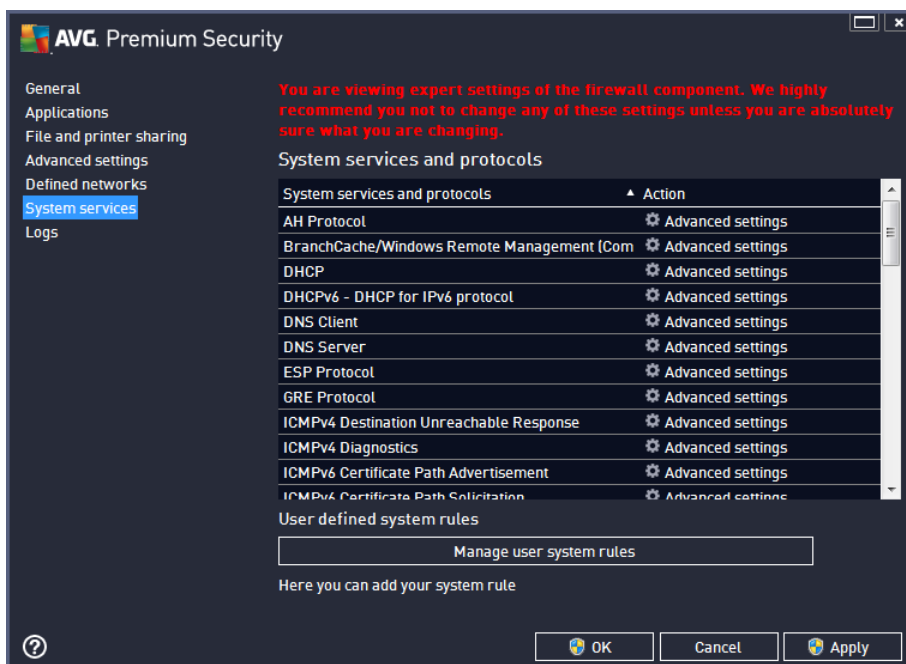 AVG. Premium Security
General
Applications
File and printer sharing
Advanced settings
Defined networks
System services
Logs
You are viewing expert settings of the firewall component. We highly
recommend you not to change any of these settings unless you are absolutely
sure what you are changing.
System services and protocols
System services and protocols Action
AH Protocol Advanced settings
BranchCache/Windows Remote Management (Com Advanced settings
DHCP Advanced settings
DHCPv6 - DHCP for IPv6 protocol Advanced settings
DNS Client Advanced settings
DNS Server Advanced settings
ESP Protocol Advanced settings
GRE Protocol Advanced settings
ICMPv4 Destination Unreachable Response Advanced settings
ICMPv4 Diagnostics Advanced settings
ICMPv6 Certificate Path Advertisement Advanced settings
ICMPv6 Certificate Path Solicitation Advanced settings
User defined system rules
Manage user system rules
Here you can add your system rule
OK Cancel Apply